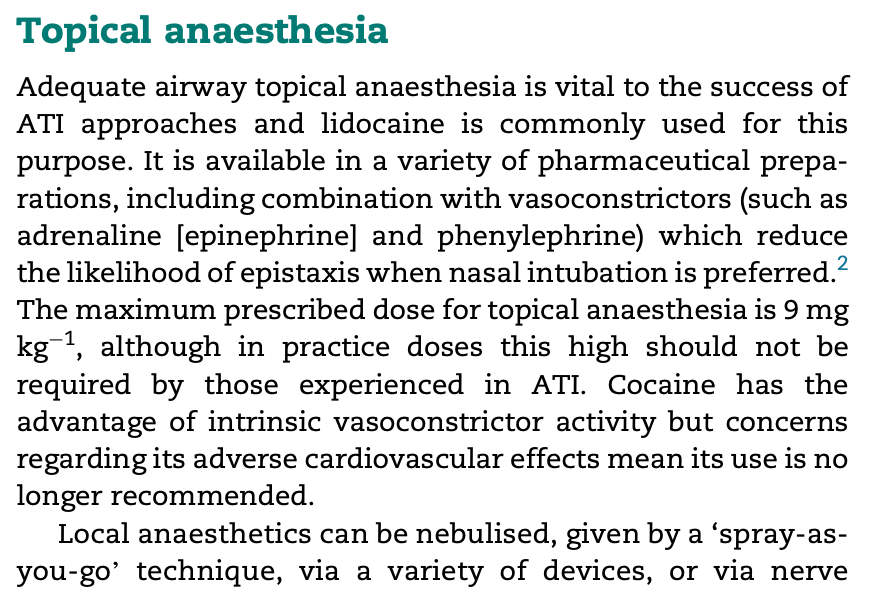 Topical anaesthesia
Adequate airway topical anaesthesia is vital to the success of
ATI approaches and lidocaine is commonly used for this
purpose. It is available in a variety of pharmaceutical prepa-
rations, including combination with vasoconstrictors (such as
adrenaline [epinephrine] and phenylephrine) which reduce
the likelihood of epistaxis when nasal intubation is preferred.²
The maximum prescribed dose for topical anaesthesia is 9 mg
kg⁻¹, although in practice doses this high should not be
required by those experienced in ATI. Cocaine has the
advantage of intrinsic vasoconstrictor activity but concerns
regarding its adverse cardiovascular effects mean its use is no
longer recommended.
Local anaesthetics can be nebulised, given by a ‘spray-as-
you-go’ technique, via a variety of devices, or via nerve